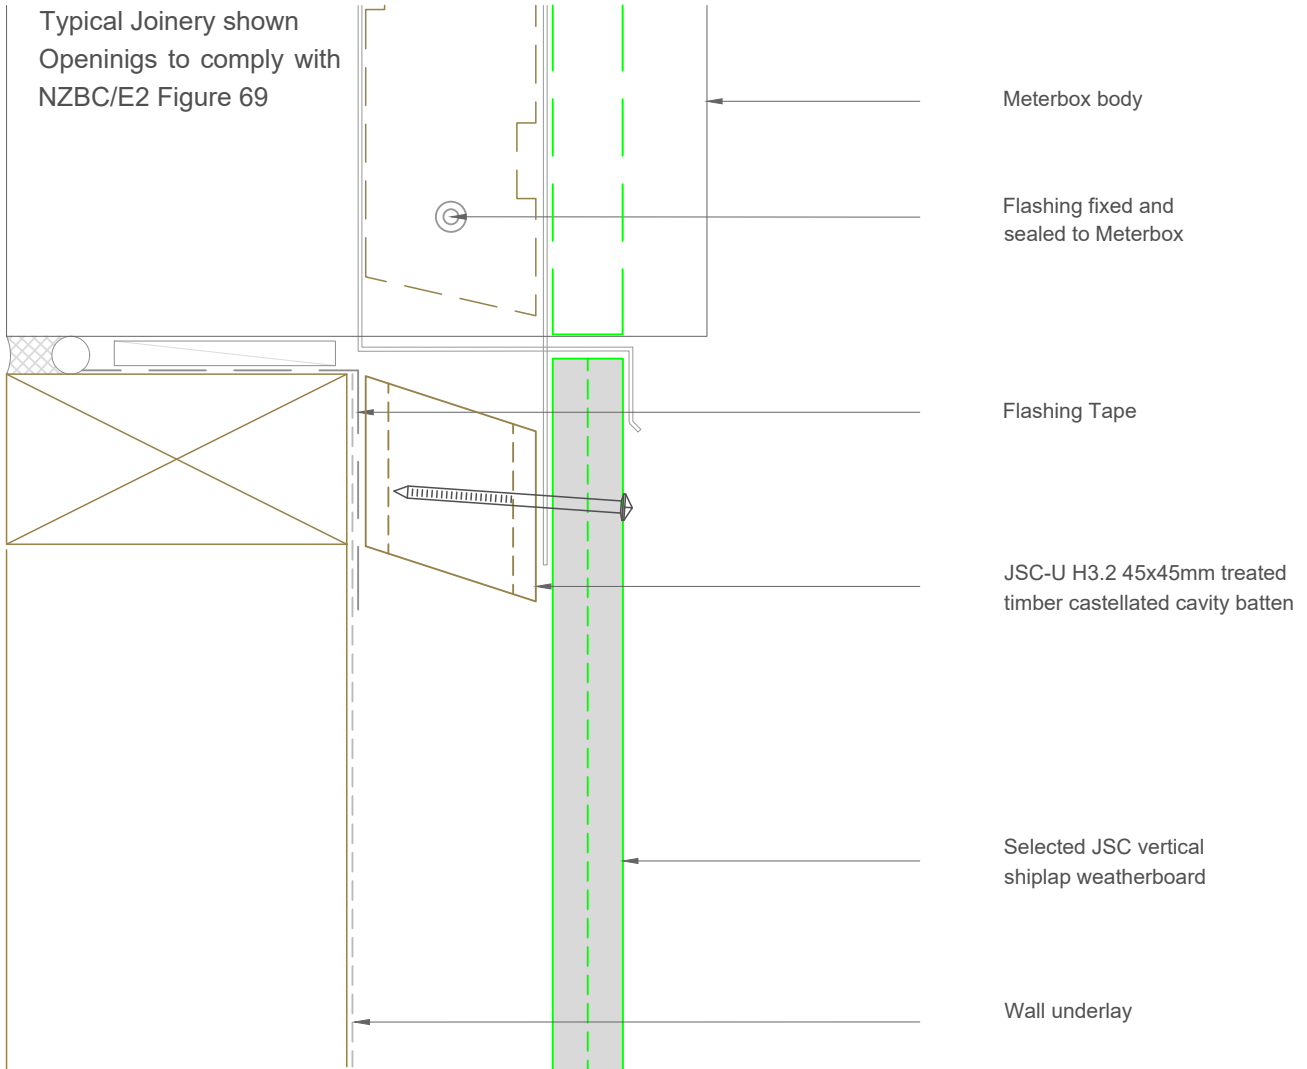 Typical Joinery shown
Openinigs to comply with
NZBC/E2 Figure 69
Meterbox body
Flashing fixed and
sealed to Meterbox
Flashing Tape
JSC-U H3.2 45x45mm treated
timber castellated cavity batten
Selected JSC vertical
shiplap weatherboard
Wall underlay